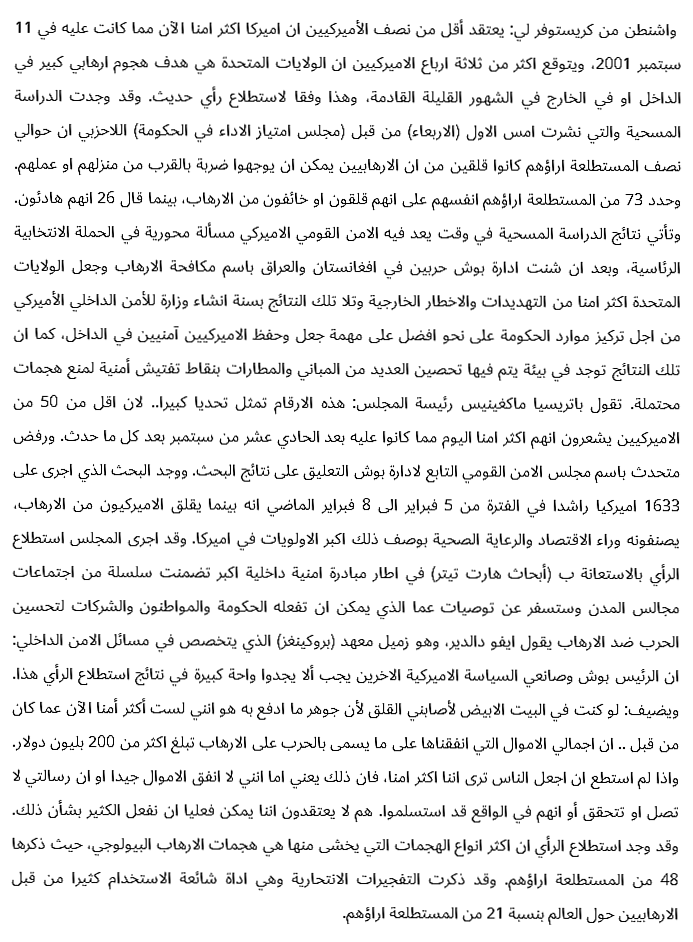 واشنطن من كريستوفر لي: يعتقد أقل من نصف الأميركيين ان اميركا اكثر امنا الآن مما كانت عليه في 11
سبتمبر 2001، ويتوقع اكثر من ثلاثة ارباع الاميركيين ان الولايات المتحدة هي هدف هجوم ارهابي كبير في
الداخل او في الخارج في الشهور القليلة القادمة، وهذا وفقا لاستطلاع رأي حديث. وقد وجدت الدراسة
المسحية والتي نشرت امس الاول (الاربعاء) من قبل (مجلس امتياز الاداء في الحكومة) اللاحزبي ان حوالي
نصف المستطلعة اراؤهم كانوا قلقين من ان الارهابيين يمكن ان يوجهوا ضربة بالقرب من منزلهم او عملهم.
وحدد 73 من المستطلعة اراؤهم انفسهم على انهم قلقون او خائفون من الارهاب، بينما قال 26 انهم هادئون.
وتأتي نتائج الدراسة المسحية في وقت يعد فيه الامن القومي الاميركي مسألة محورية في الحملة الانتخابية
الرئاسية، وبعد ان شنت ادارة بوش حربين في افغانستان والعراق باسم مكافحة الارهاب وجعل الولايات
المتحدة اكثر امنا من التهديدات والاخطار الخارجية وتلا تلك النتائج بسنة انشاء وزارة للأمن الداخلي الأميركي
من اجل تركيز موارد الحكومة على نحو افضل على مهمة جعل وحفظ الاميركيين آمنيين في الداخل، كما ان
تلك النتائج توجد في بيئة يتم فيها تحصين العديد من المباني والمطارات بنقاط تفتيش أمنية لمنع هجمات
محتملة. تقول باتريسيا ماكغينيس رئيسة المجلس: هذه الارقام تمثل تحديا كبيرا.. لان اقل من 50 من
الاميركيين يشعرون انهم اكثر امنا اليوم مما كانوا عليه بعد الحادي عشر من سبتمبر بعد كل ما حدث. ورفض
متحدث باسم مجلس الامن القومي التابع لادارة بوش التعليق على نتائج البحث. ووجد البحث الذي اجرى على
1633 اميركيا راشدا في الفترة من 5 فبراير الى 8 فبراير الماضي انه بينما يقلق الاميركيون من الارهاب،
يصنفونه وراء الاقتصاد والرعاية الصحية بوصف ذلك اكبر الاولويات في اميركا. وقد اجرى المجلس استطلاع
الرأي بالاستعانة ب (أبحاث هارت تيتر) في اطار مبادرة امنية داخلية اكبر تضمنت سلسلة من اجتماعات
مجالس المدن وستسفر عن توصيات عما الذي يمكن ان تفعله الحكومة والمواطنون والشركات لتحسين
الحرب ضد الارهاب يقول ايفو دالدير، وهو زميل معهد (بروكينغز) الذي يتخصص في مسائل الامن الداخلي:
ان الرئيس بوش وصانعي السياسة الاميركية الاخرين يجب ألا يجدوا واحة كبيرة في نتائج استطلاع الرأي هذا.
ويضيف: لو كنت في البيت الابيض لأصابني القلق لأن جوهر ما ادفع به هو انني لست أكثر أمنا الآن عما كان
من قبل .. ان اجمالي الاموال التي انفقناها على ما يسمى بالحرب على الارهاب تبلغ اكثر من 200 بليون دولار.
واذا لم استطع ان اجعل الناس ترى اننا اكثر امنا، فان ذلك يعني اما انني لا انفق الاموال جيدا او ان رسالتي لا
تصل او تتحقق أو انهم في الواقع قد استسلموا. هم لا يعتقدون اننا يمكن فعليا ان نفعل الكثير بشأن ذلك.
وقد وجد استطلاع الرأي ان اكثر انواع الهجمات التي يخشى منها هي هجمات الارهاب البيولوجي، حيث ذكرها
48 من المستطلعة اراؤهم. وقد ذكرت التفجيرات الانتحارية وهي اداة شائعة الاستخدام كثيرا من قبل
الارهابيين حول العالم بنسبة 21 من المستطلعة اراؤهم.